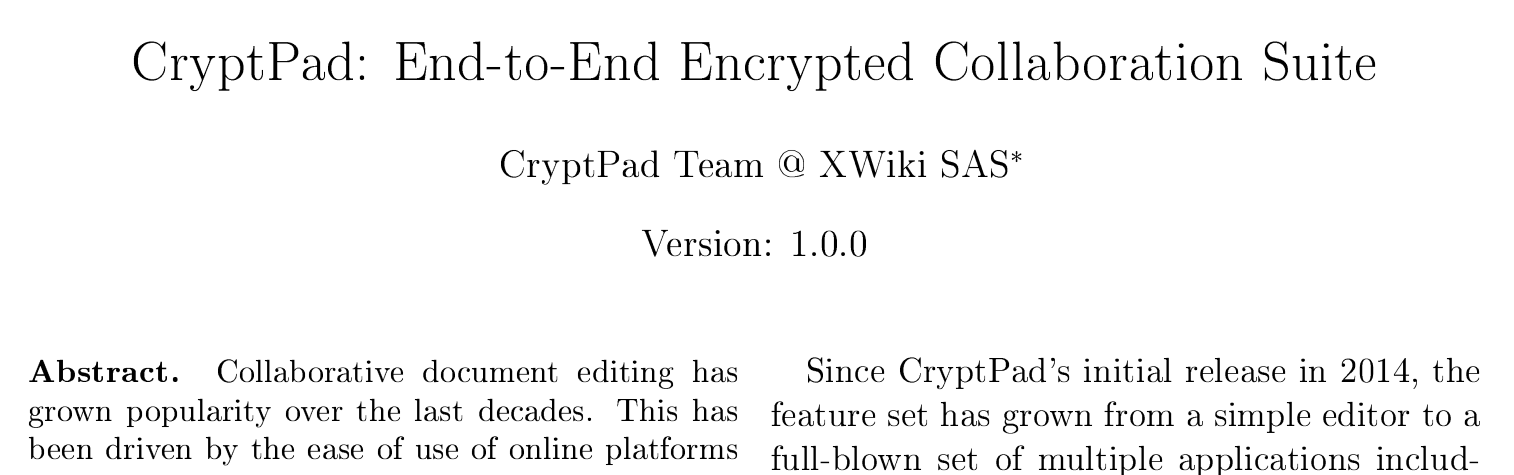 CryptPad: End-to-End Encrypted Collaboration Suite
CryptPad Team @ XWiki SAS*
Version: 1.0.0
Abstract. Collaborative document editing has
grown popularity over the last decades. This has
been driven by the ease of use of online platforms
Since CryptPad's initial release in 2014, the
feature set has grown from a simple editor to a
full-blown set of multiple applications includ-